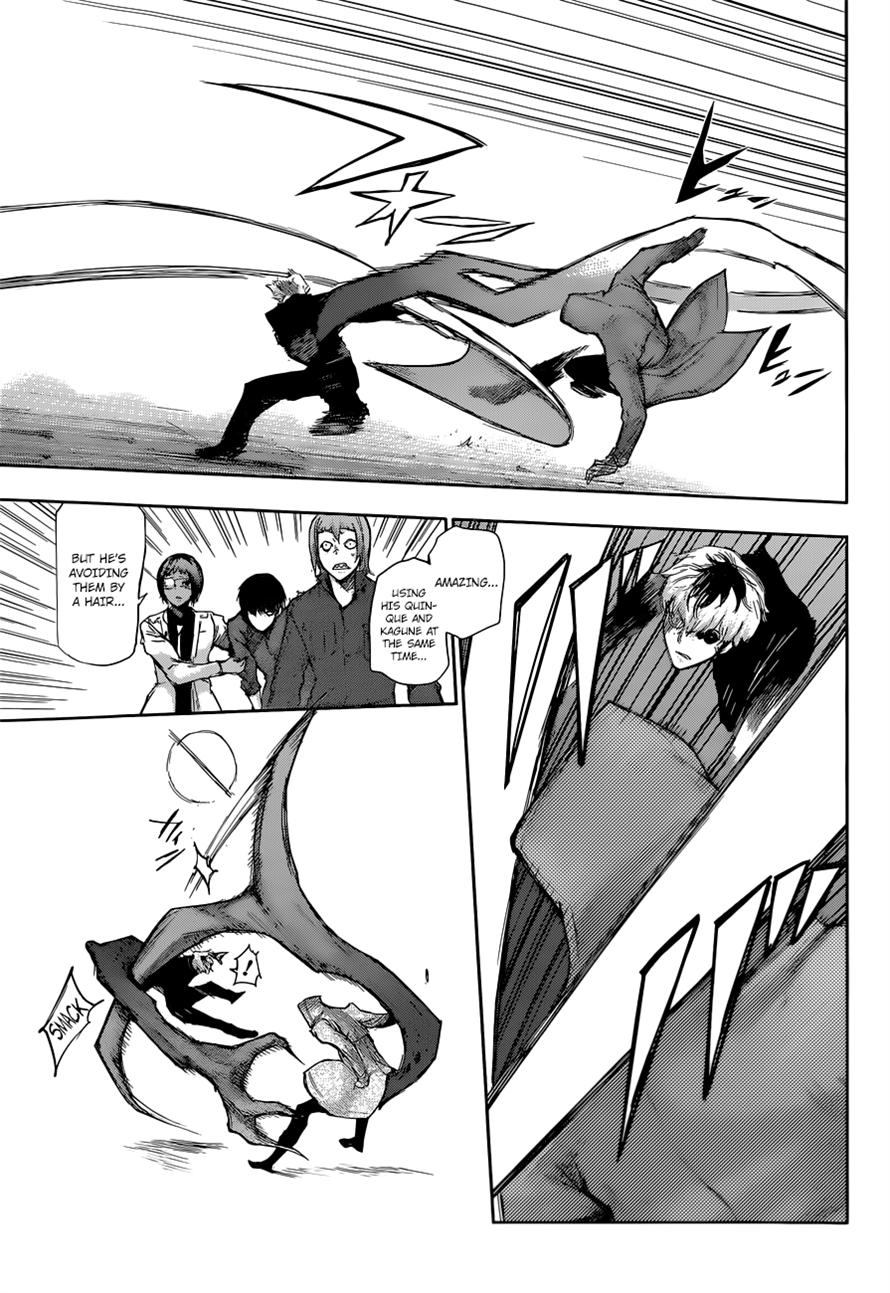 AMAZING...
USING
HIS QUIN-
QUE AND
KAGUNE AT
THE SAME
TIME...
BUT HE'S
AVOIDING
THEM BY
A HAIR...
!
SMACK